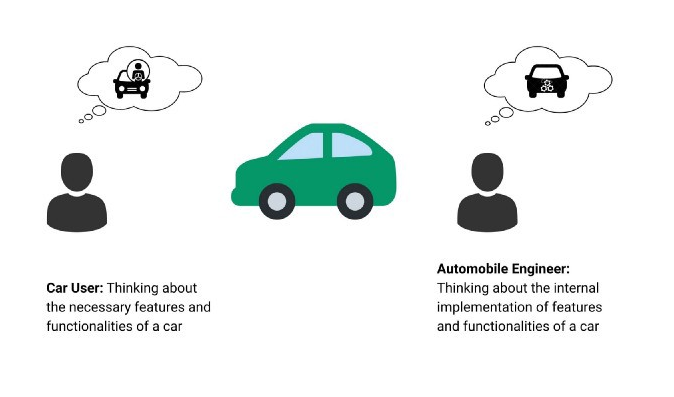 Car User: Thinking about
the necessary features and
functionalities of a car
Automobile Engineer:
Thinking about the internal
implementation of features
and functionalities of a car